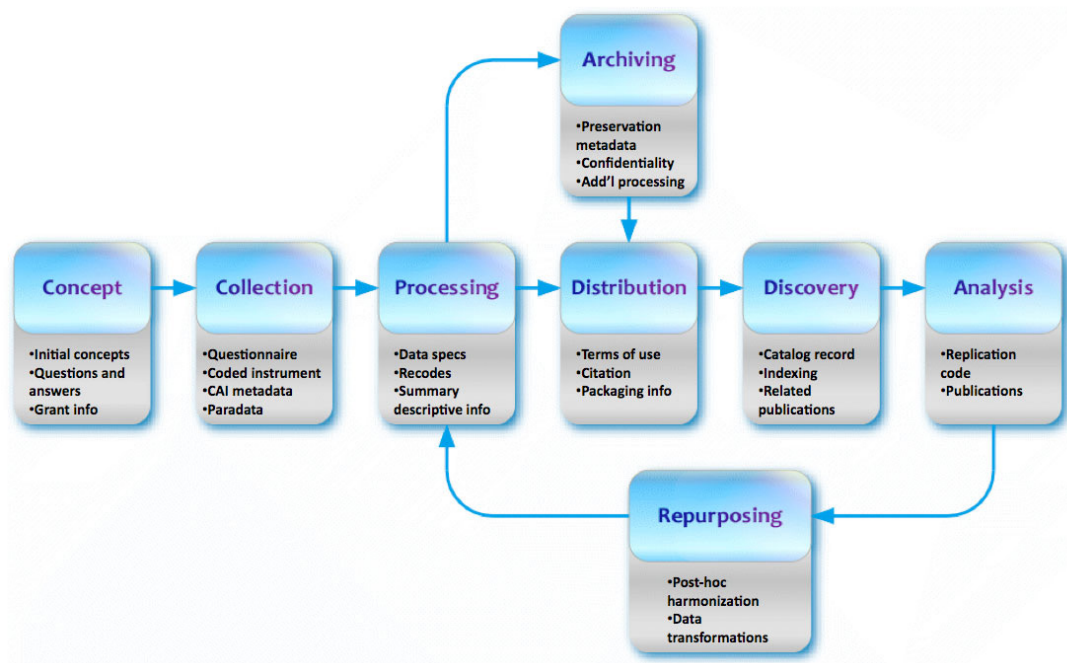 Archiving
•Preservation
metadata
•Confidentiality
•Add'l processing
Concept
•Initial concepts
•Questions and
answers
•Grant info
Collection
•Questionnaire
•Coded instrument
•CAI metadata
•Paradata
Processing
•Data specs
•Recodes
•Summary
descriptive info
Distribution
•Terms of use
•Citation
•Packaging info
Discovery
•Catalog record
•Indexing
•Related
publications
Analysis
•Replication
code
•Publications
Repurposing
•Post-hoc
harmonization
•Data
transformations